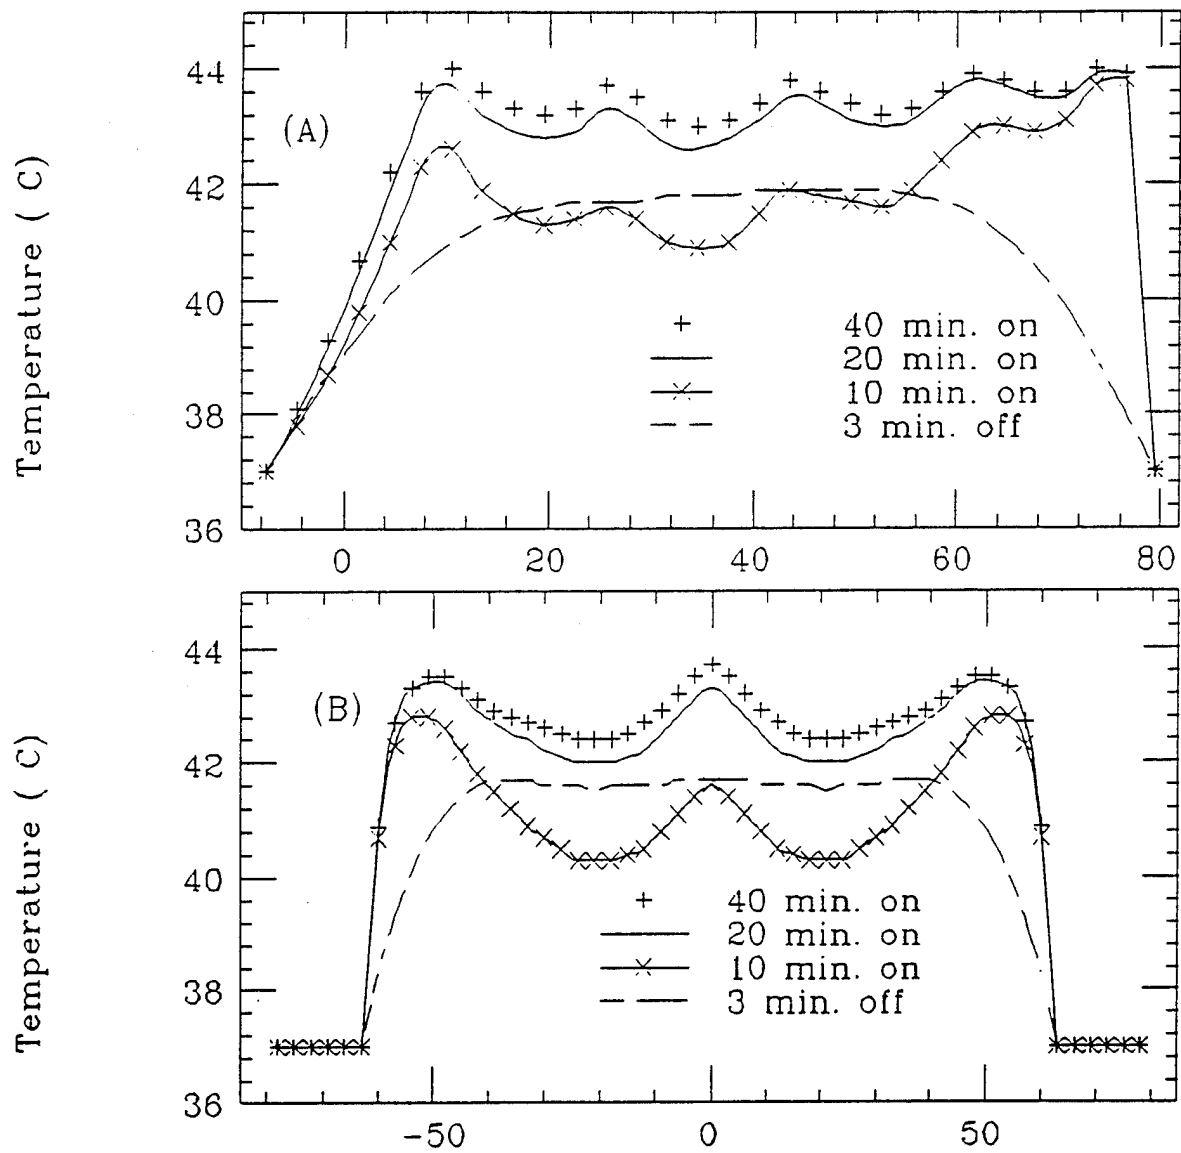 Temperature ( C)
44
42
40
38
36
(A)
+ 40 min. on
20 min. on
× 10 min. on
3 min. off
0 20 40 60 80
Temperature ( C)
44
42
40
38
36
(B)
+ 40 min. on
20 min. on
× 10 min. on
3 min. off
-50 0 50